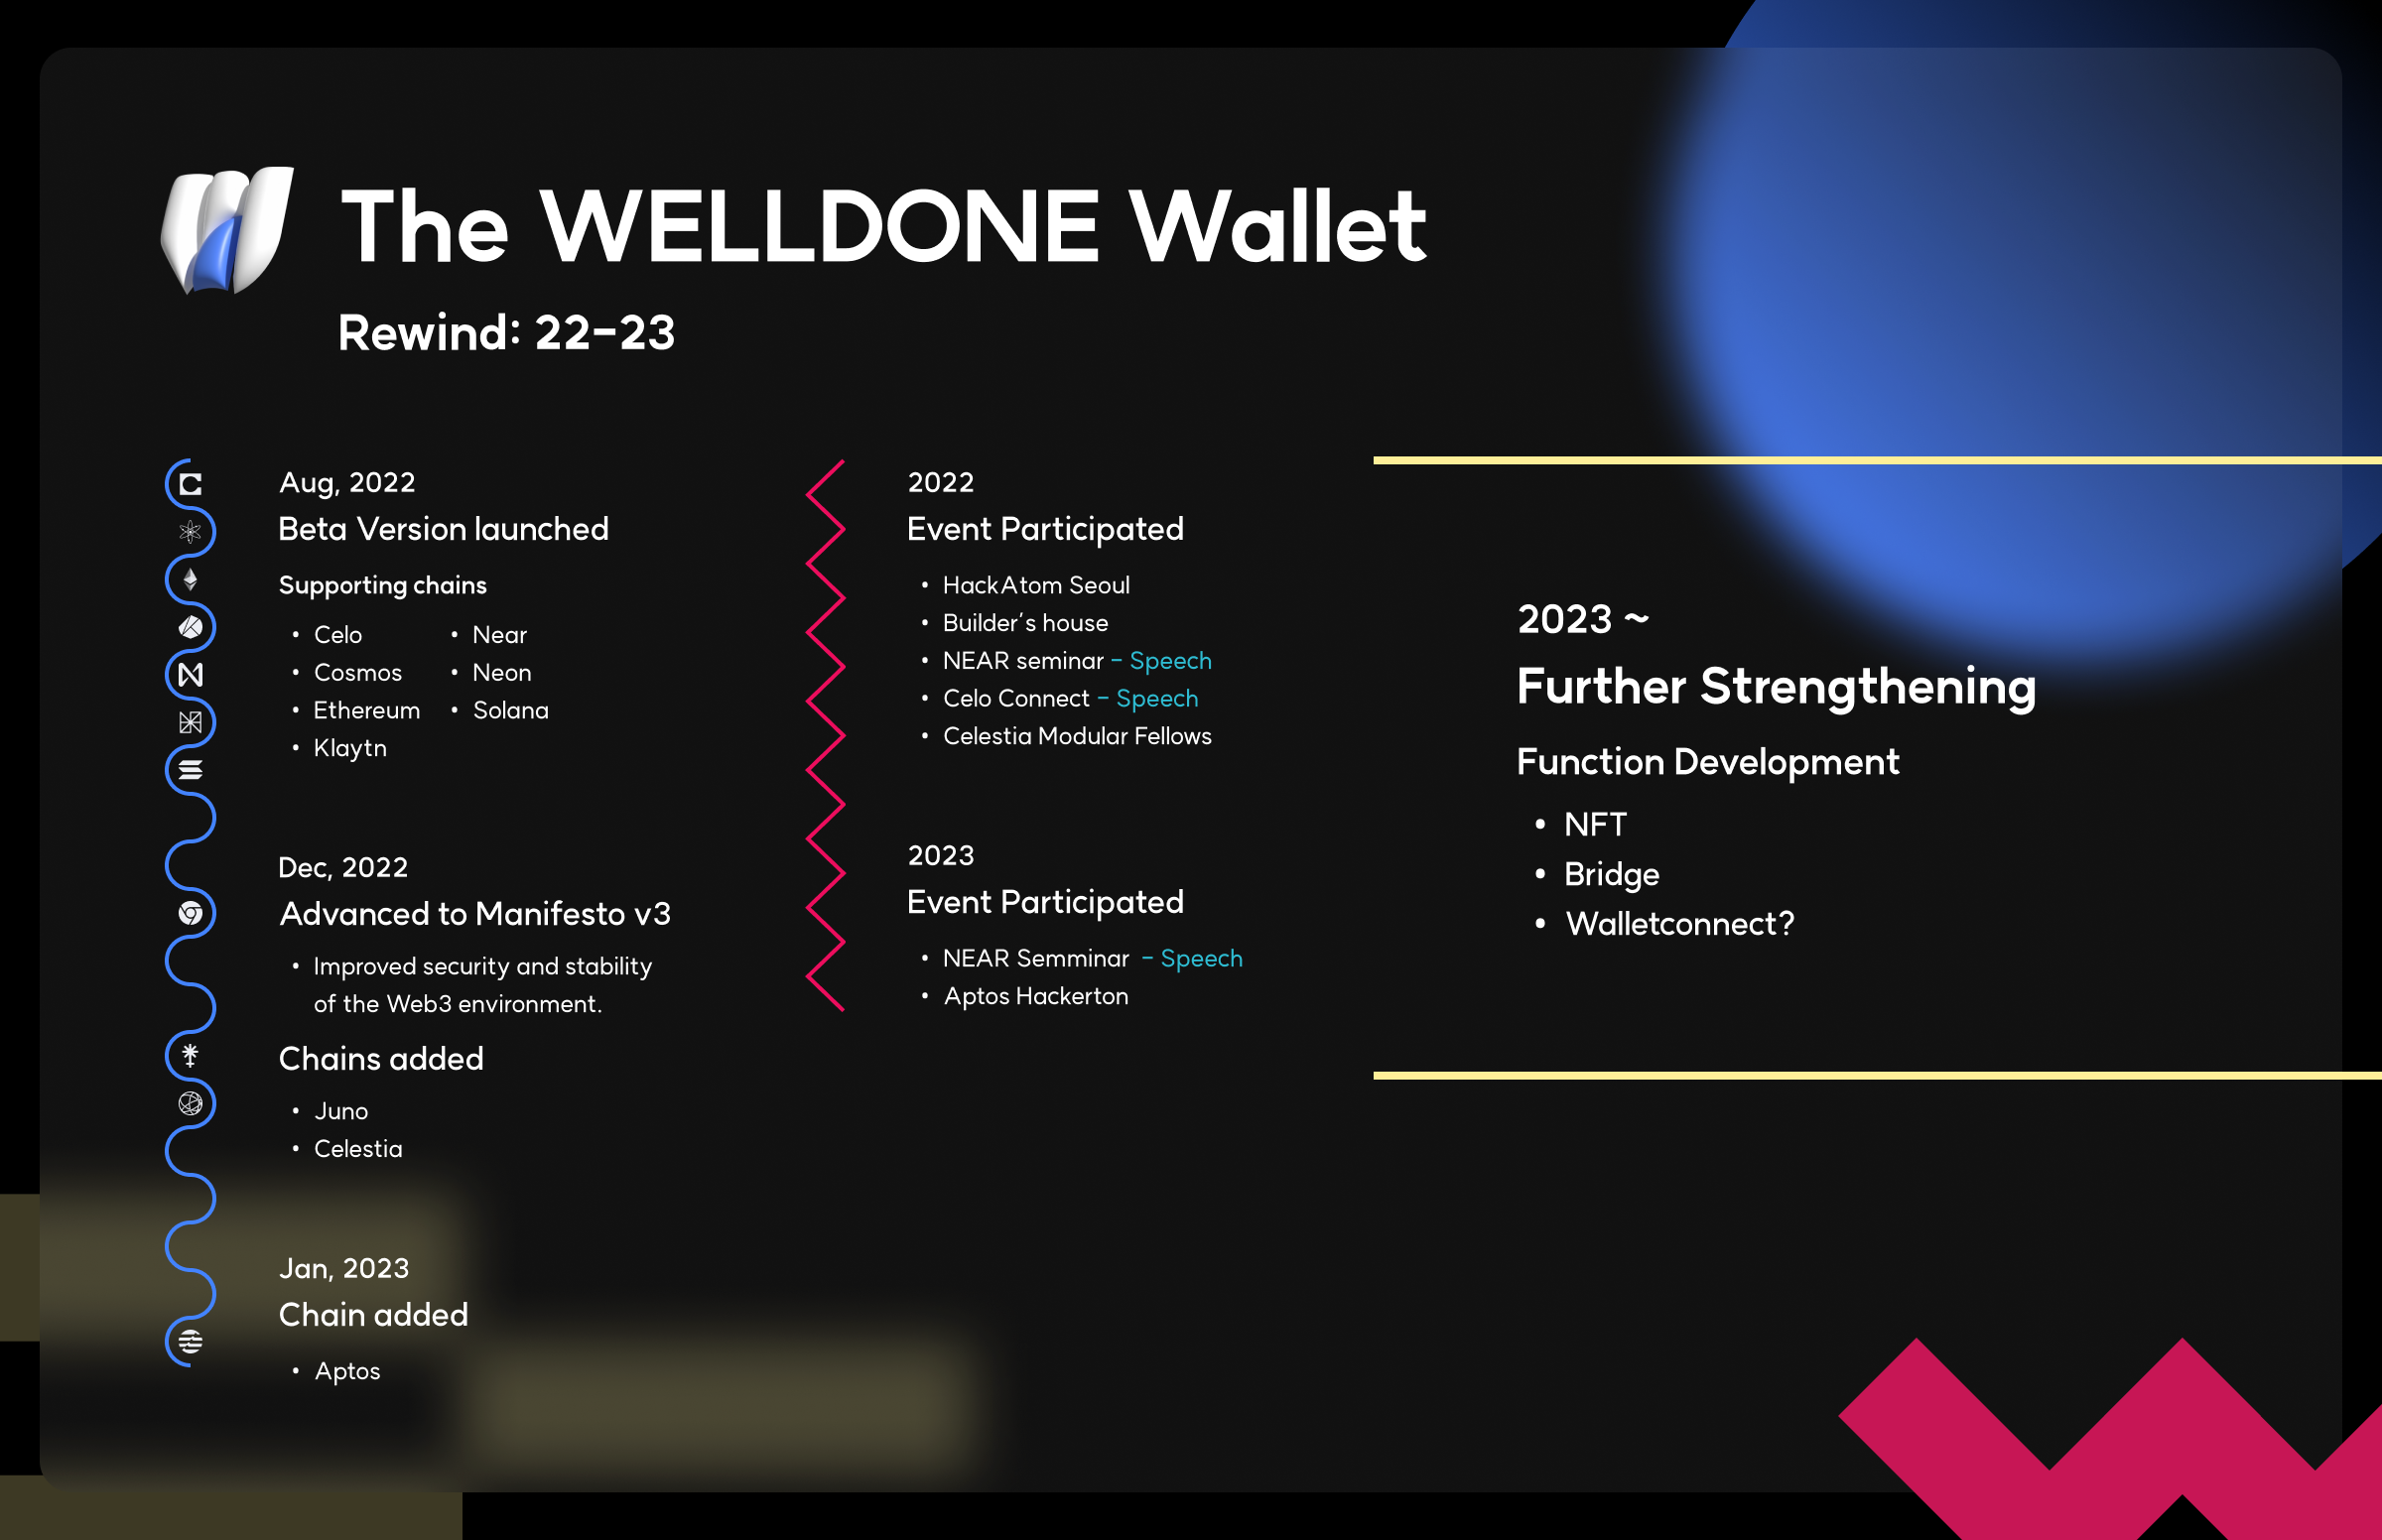 The WELLDONE Wallet
Rewind: 22-23
Aug, 2022
Beta Version launched
Supporting chains
• Celo
• Cosmos
• Ethereum
• Klaytn
• Near
• Neon
• Solana
Dec, 2022
Advanced to Manifesto v3
• Improved security and stability
of the Web3 environment.
Chains added
• Juno
• Celestia
Jan, 2023
Chain added
• Aptos
2022
Event Participated
• HackAtom Seoul
• Builder's house
• NEAR seminar - Speech
• Celo Connect - Speech
• Celestia Modular Fellows
2023
Event Participated
• NEAR Semminar - Speech
• Aptos Hackerton
2023 ~
Further Strengthening
Function Development
• NFT
• Bridge
• Walletconnect?